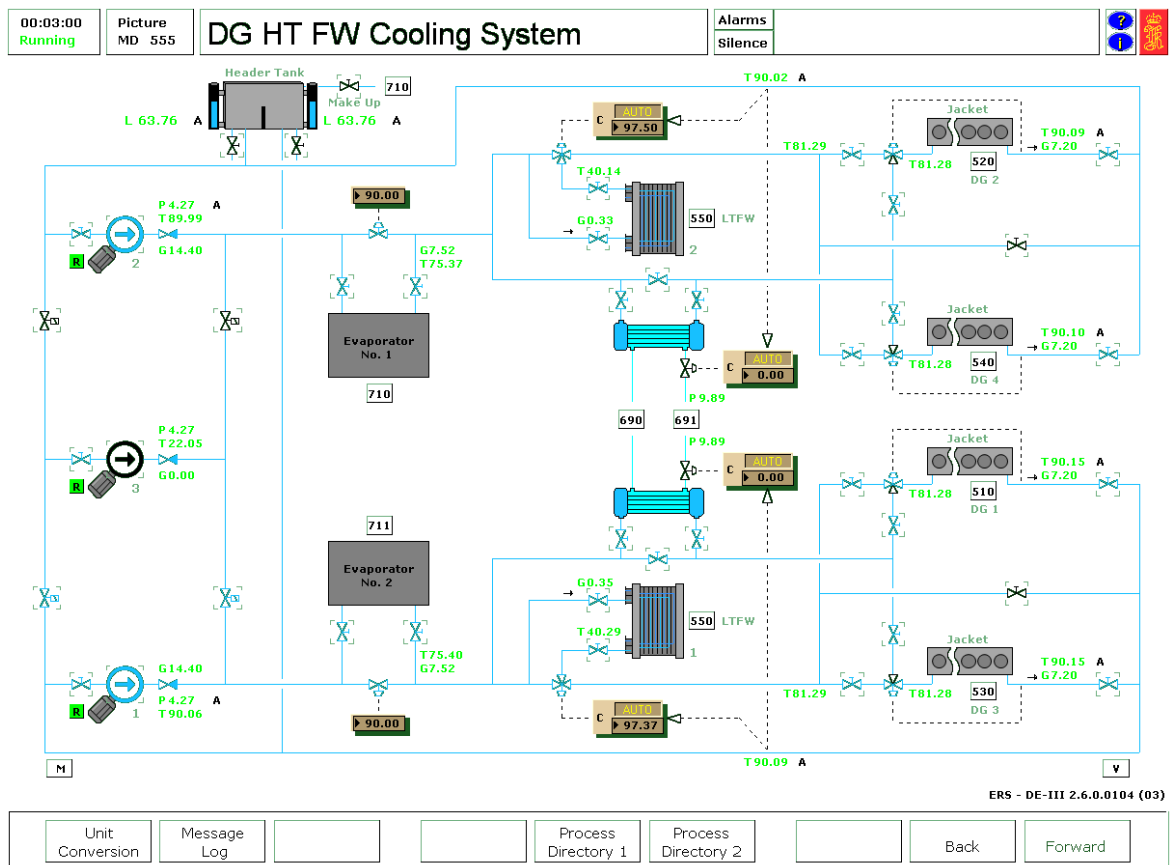 00:03:00
Running
Picture
MD 555
DG HT FW Cooling System
Alarms
Silence
?
i
Header Tank
710
Make Up
L 63.76 A
L 63.76 A
T90.02 A
C AUTO
97.50
T81.29
Jacket
T81.28
520
DG 2
T90.09 A
G7.20
T40.14
G0.33
550 LTFW
2
90.00
P4.27 A
T89.99
G14.40
R
2
G7.52
T75.37
Evaporator
No. 1
710
C AUTO
0.00
P9.89
Jacket
T81.28
540
DG 4
T90.10 A
G7.20
690
691
P4.27
T22.05
G0.00
R
3
P9.89
C AUTO
0.00
Jacket
T81.28
510
DG 1
T90.15 A
G7.20
711
Evaporator
No. 2
G0.35
T40.29
550 LTFW
1
T75.40
G7.52
G14.40
P4.27 A
T90.06
R
1
90.00
C AUTO
97.37
T81.29
Jacket
T81.28
530
DG 3
T90.15 A
G7.20
T90.09 A
M
V
ERS - DE-III 2.6.0.0104 (03)
Unit
Conversion
Message
Log
Process
Directory 1
Process
Directory 2
Back
Forward